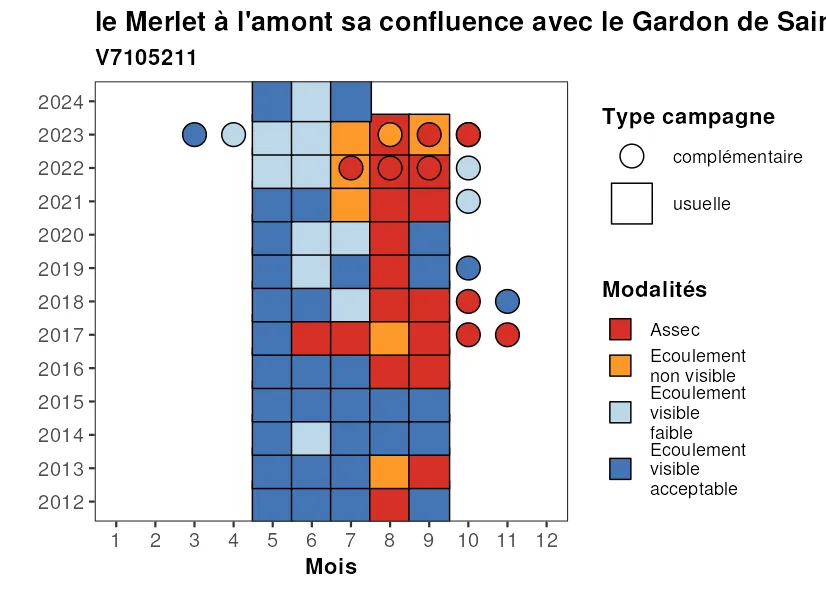 le Merlet à l'amont sa confluence avec le Gardon de Sain
V7105211
2024
2023
2022
2021
2020
2019
2018
2017
2016
2015
2014
2013
2012
1 2 3 4 5 6 7 8 9 10 11 12
Mois
Type campagne
complémentaire
usuelle
Modalités
Assec
Ecoulement
non visible
Ecoulement
visible
faible
Ecoulement
visible
acceptable